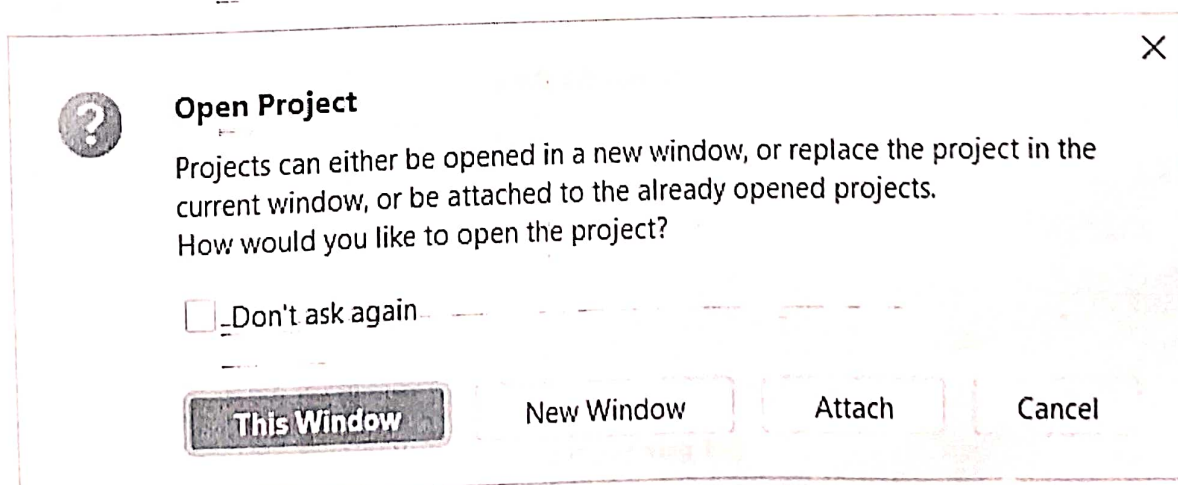 Open Project
Projects can either be opened in a new window, or replace the project in the
current window, or be attached to the already opened projects.
How would you like to open the project?
Don't ask again
This Window
New Window
Attach
Cancel